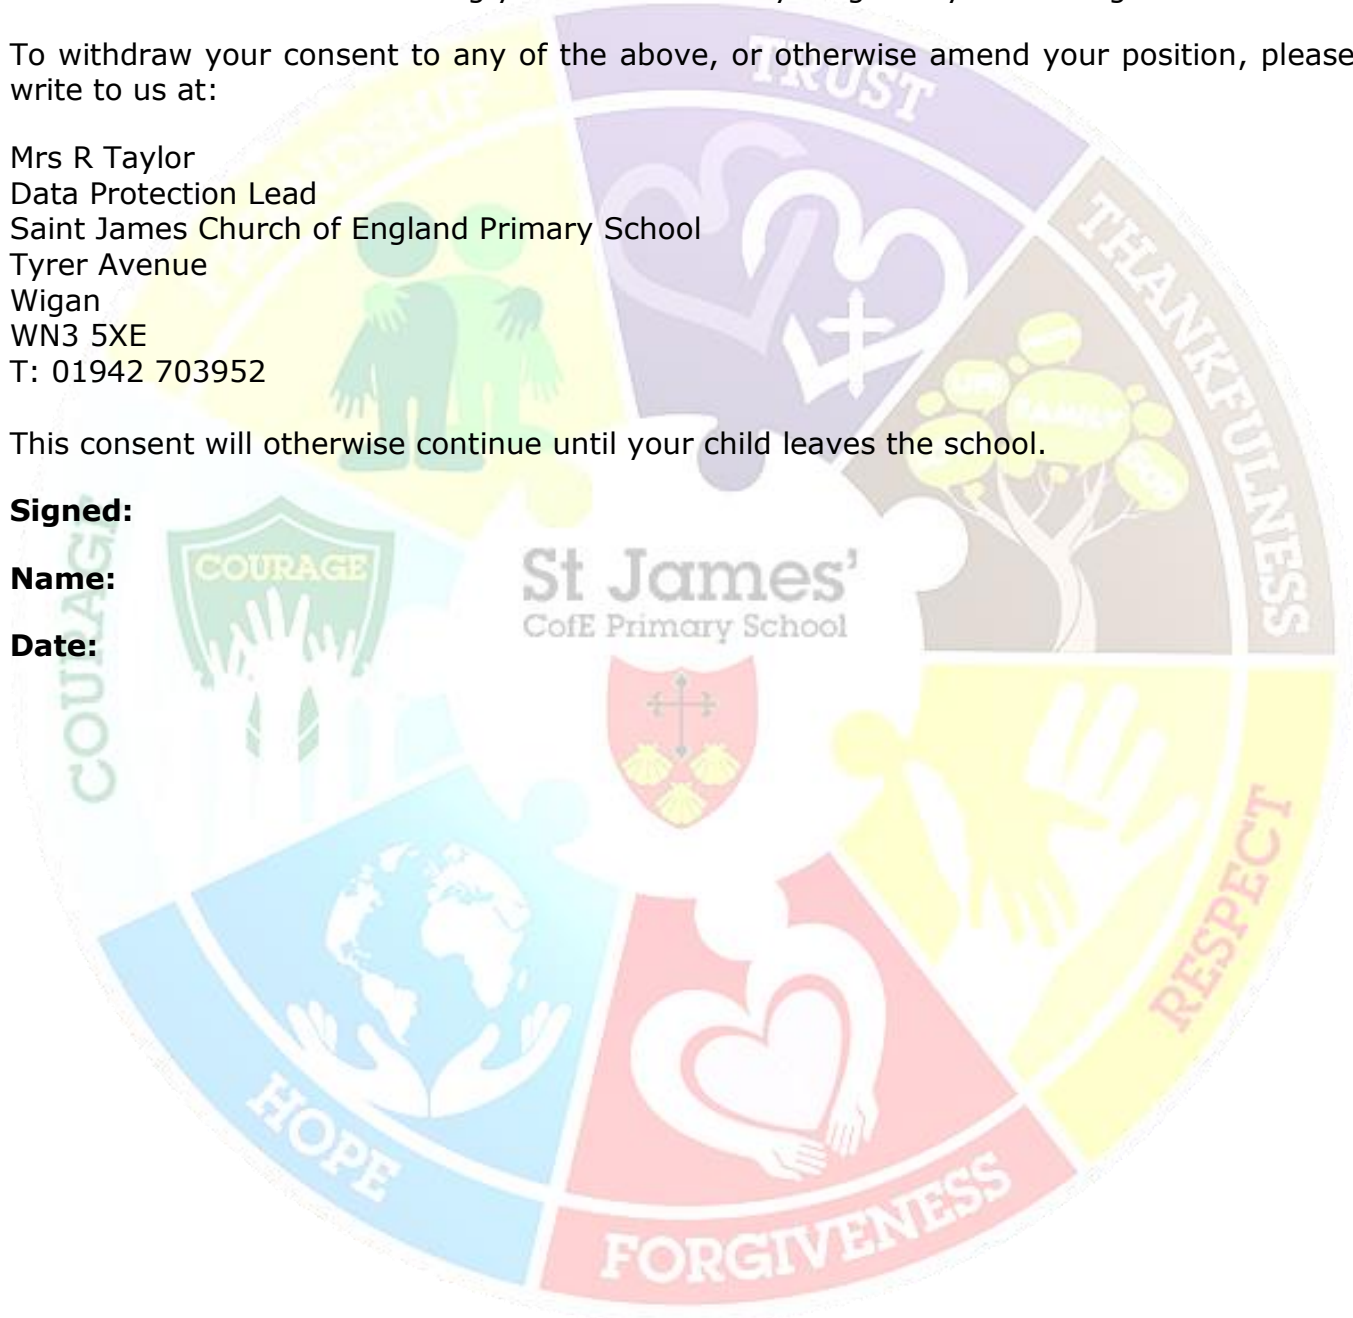 To withdraw your consent to any of the above, or otherwise amend your position, please
write to us at:
Mrs R Taylor
Data Protection Lead
Saint James Church of England Primary School
Tyrer Avenue
Wigan
WN3 5XE
T: 01942 703952
This consent will otherwise continue until your child leaves the school.
Signed:
Name:
Date:
FRIENDSHIP
TRUST
THANKFULNESS
RESPECT
FORGIVENESS
HOPE
COURAGE
COURAGE
FAMILY
St James'
CofE Primary School